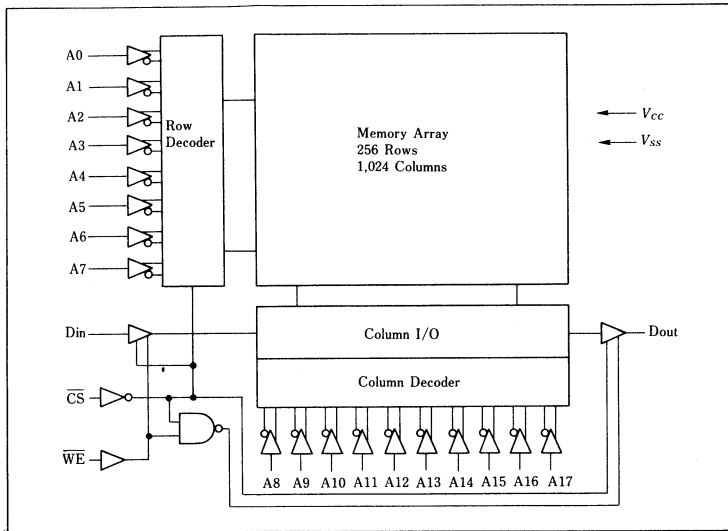 A0
A1
A2
A3
A4
A5
A6
A7
Row
Decoder
Memory Array
256 Rows
1,024 Columns
Vcc
Vss
Din
Column I/O
Dout
Column Decoder
CS
WE
A8 A9 A10 A11 A12 A13 A14 A15 A16 A17